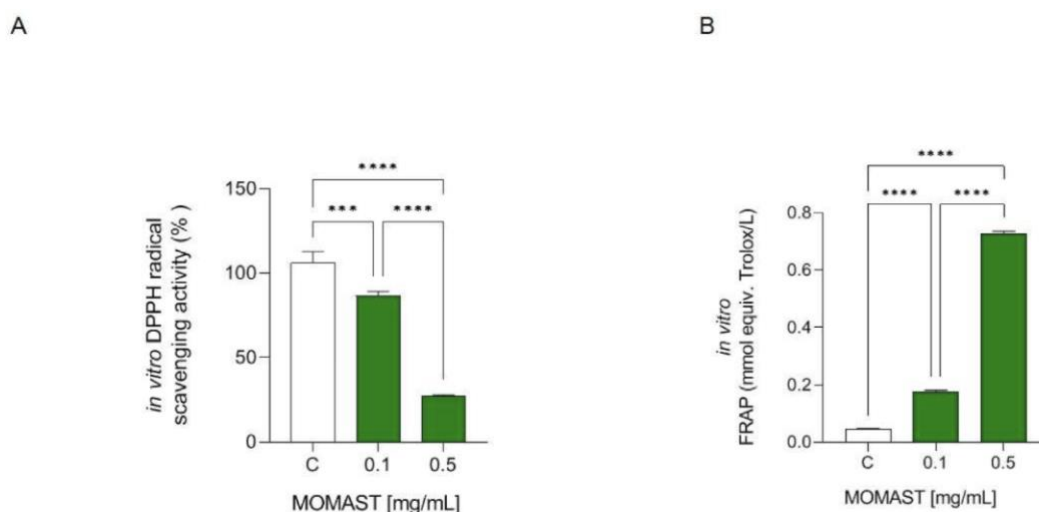 A
B
in vitro DPPH radical
scavenging activity (%)
150
100
50
0
****
*** ****
C 0.1 0.5
MOMAST [mg/mL]
in vitro
FRAP (mmol equiv. Trolox/L)
0.8
0.6
0.4
0.2
0.0
****
**** ****
C 0.1 0.5
MOMAST [mg/mL]